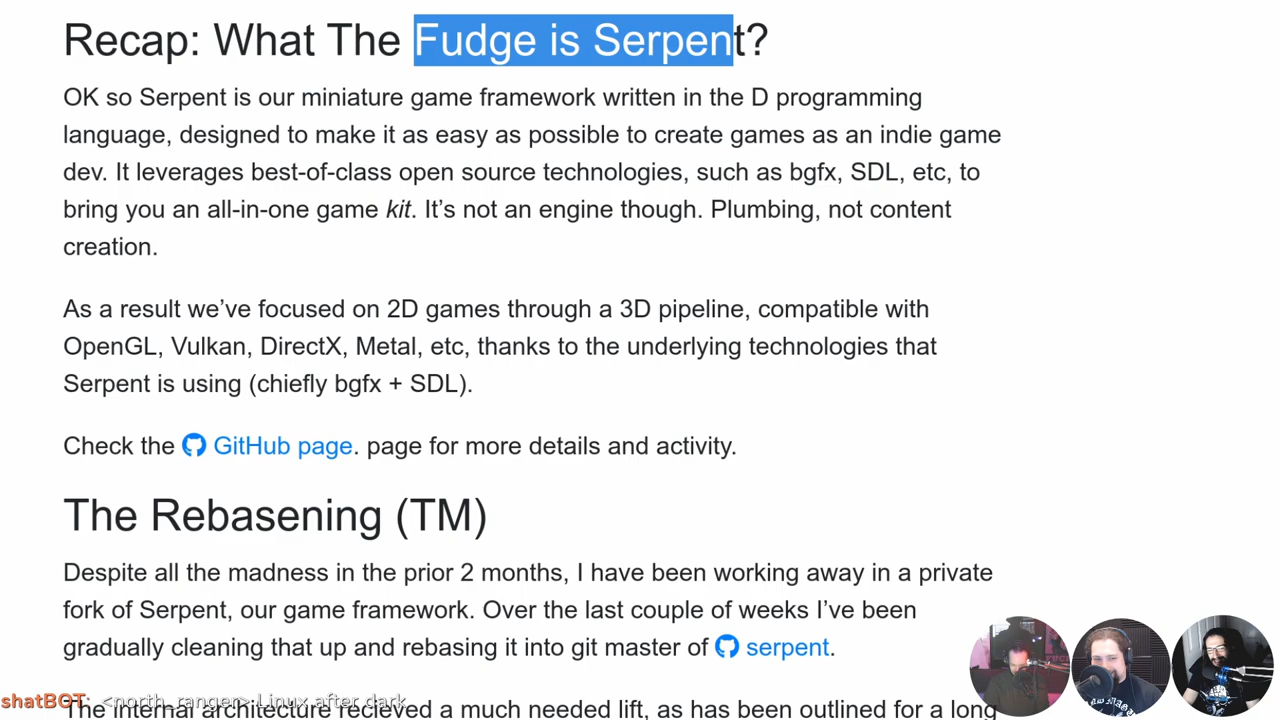 Recap: What The Fudge is Serpent?
OK so Serpent is our miniature game framework written in the D programming
language, designed to make it as easy as possible to create games as an indie game
dev. It leverages best-of-class open source technologies, such as bgfx, SDL, etc, to
bring you an all-in-one game kit. It’s not an engine though. Plumbing, not content
creation.
As a result we’ve focused on 2D games through a 3D pipeline, compatible with
OpenGL, Vulkan, DirectX, Metal, etc, thanks to the underlying technologies that
Serpent is using (chiefly bgfx + SDL).
Check the GitHub page. page for more details and activity.
The Rebasening (TM)
Despite all the madness in the prior 2 months, I have been working away in a private
fork of Serpent, our game framework. Over the last couple of weeks I’ve been
gradually cleaning that up and rebasing it into git master of serpent.
shatBOT: <north_ranger> Linux after dark
The internal architecture recieved a much needed lift, as has been outlined for a long